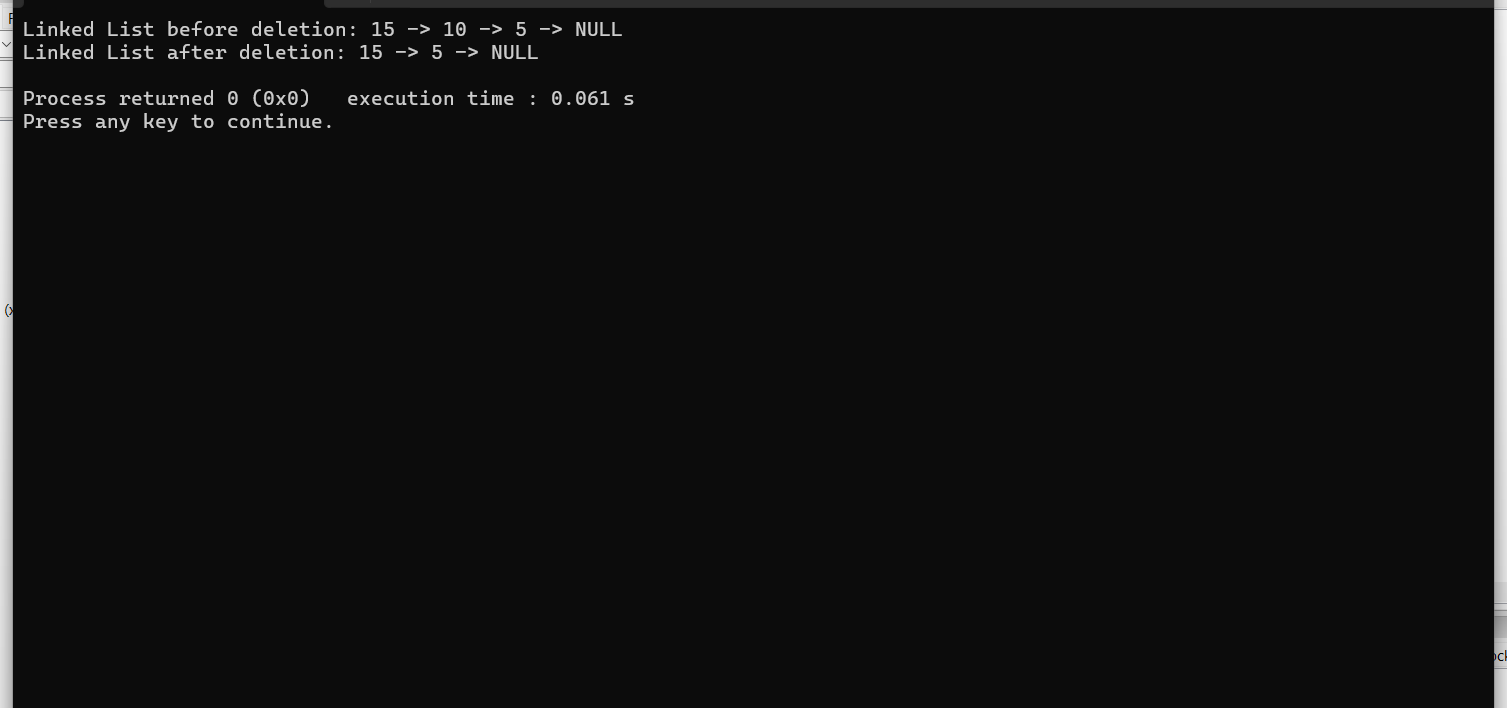 Linked List before deletion: 15 -> 10 -> 5 -> NULL
Linked List after deletion: 15 -> 5 -> NULL
Process returned 0 (0x0)   execution time : 0.061 s
Press any key to continue.